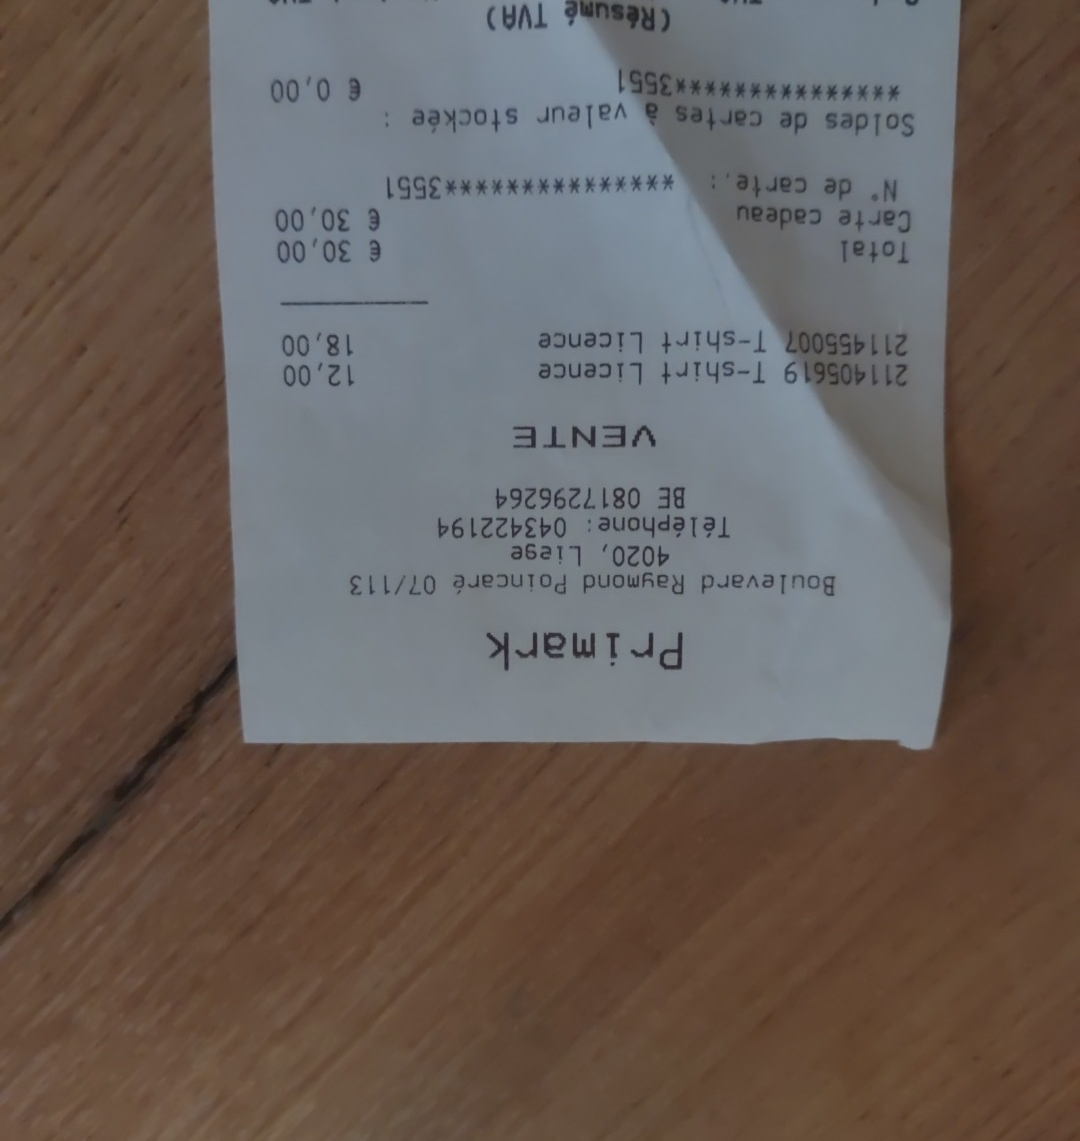 Primark
Boulevard Raymond Poincaré 07/113
4020, Liege
Téléphone: 043422194
BE 0817296264
VENTE
211405619 T-shirt Licence 12,00
211455007 T-shirt Licence 18,00
Total € 30,00
Carte cadeau € 30,00
N° de carte.: ****************3551
Soldes de cartes à valeur stockée :
****************3551 € 0,00
(Résumé TVA)